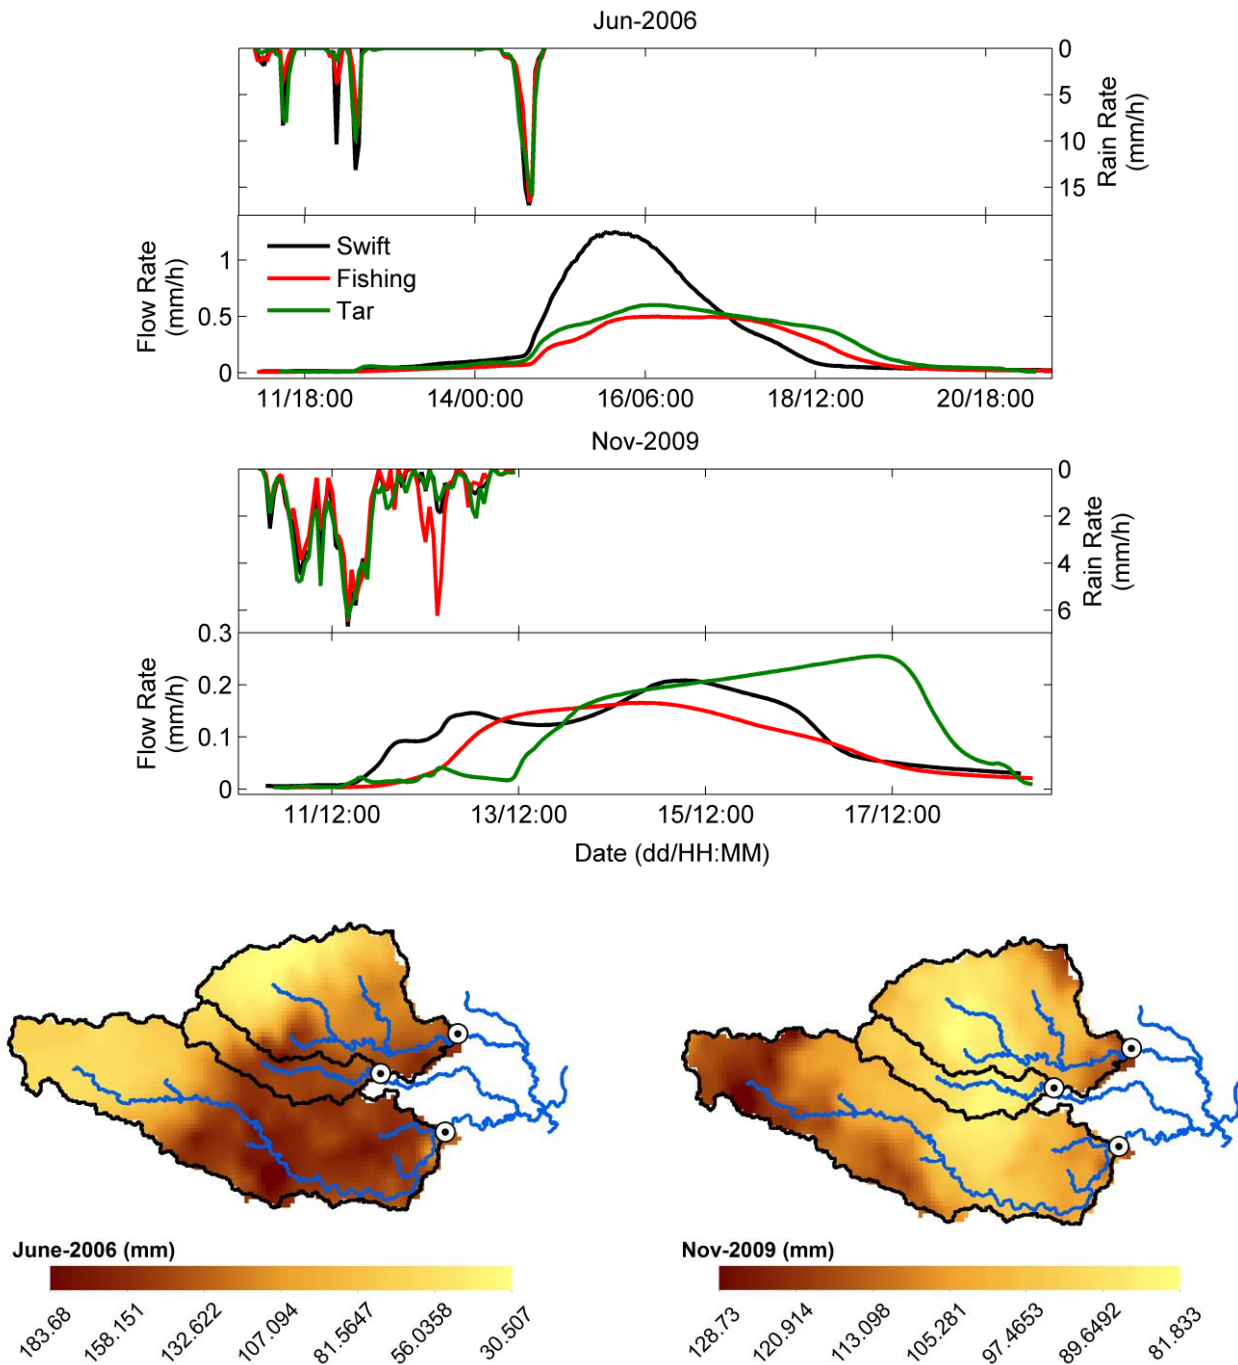 Jun-2006
0
5
10
15
Rain Rate
(mm/h)
Flow Rate
(mm/h)
1
0.5
0
Swift
Fishing
Tar
11/18:00 14/00:00 16/06:00 18/12:00 20/18:00
Nov-2009
0
2
4
6
Rain Rate
(mm/h)
Flow Rate
(mm/h)
0.3
0.2
0.1
0
11/12:00 13/12:00 15/12:00 17/12:00
Date (dd/HH:MM)
June-2006 (mm)
183.68 158.151 132.622 107.094 81.5647 56.0358 30.507
Nov-2009 (mm)
128.73 120.914 113.098 105.281 97.4653 89.6492 81.833